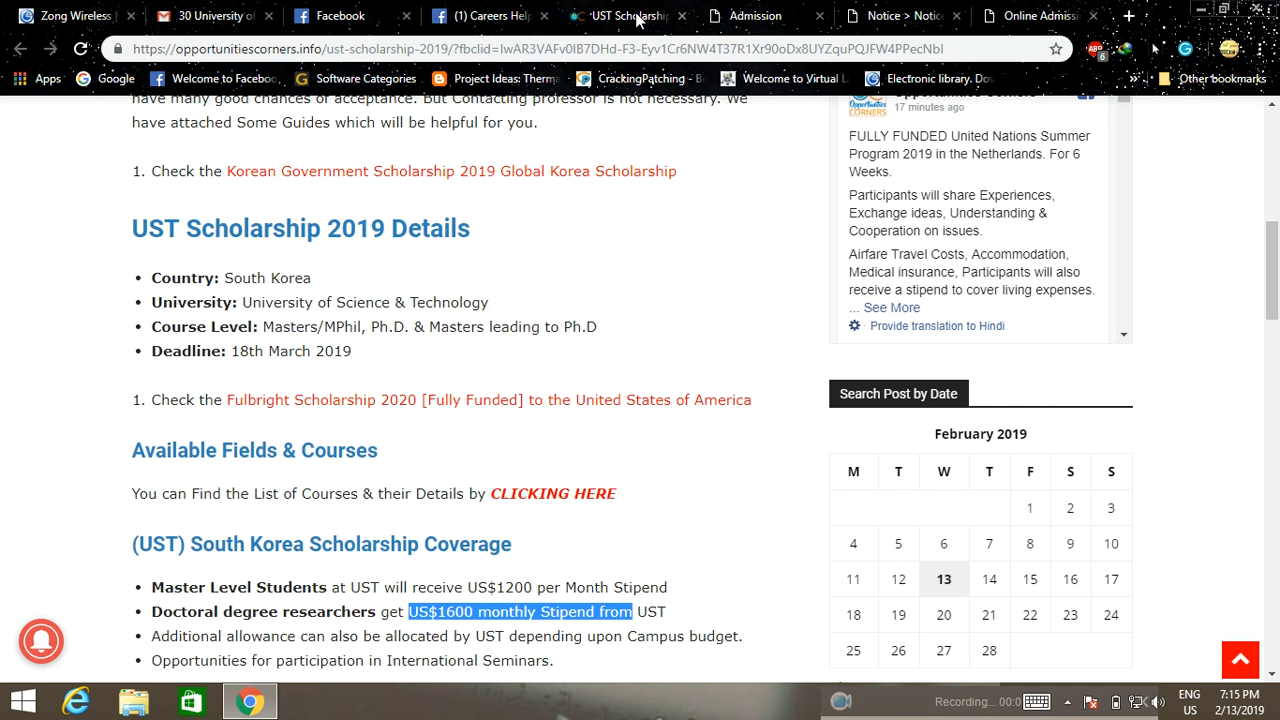 Zong Wireless
30 University of
Facebook
(1) Careers Help
UST Scholarship
Admission
Notice > Notic
Online Admissi
https://opportunitiescorners.info/ust-scholarship-2019/?fbclid=IwAR3VAFv0IB7DHd-F3-Eyv1Cr6NW4T37R1Xr90oDx8UYZquPQJFW4PPecNbI
ABP
6
Apps
Google
Welcome to Faceboo
Software Categories
Project Ideas: Therma
CrackingPatching - B
Welcome to Virtual L
Electronic library. Do
»
Other bookmarks
have many good chances of acceptance. But Contacting professor is not necessary. We
have attached Some Guides which will be helpful for you.
1. Check the Korean Government Scholarship 2019 Global Korea Scholarship
UST Scholarship 2019 Details
• Country: South Korea
• University: University of Science & Technology
• Course Level: Masters/MPhil, Ph.D. & Masters leading to Ph.D
• Deadline: 18th March 2019
1. Check the Fulbright Scholarship 2020 [Fully Funded] to the United States of America
Available Fields & Courses
You can Find the List of Courses & their Details by CLICKING HERE
(UST) South Korea Scholarship Coverage
• Master Level Students at UST will receive US$1200 per Month Stipend
• Doctoral degree researchers get US$1600 monthly Stipend from UST
• Additional allowance can also be allocated by UST depending upon Campus budget.
• Opportunities for participation in International Seminars.
Opportunities Corners
Opportunities
CORNERS
17 minutes ago
FULLY FUNDED United Nations Summer
Program 2019 in the Netherlands. For 6
Weeks.
Participants will share Experiences,
Exchange ideas, Understanding &
Cooperation on issues.
Airfare Travel Costs, Accommodation,
Medical insurance, Participants will also
receive a stipend to cover living expenses.
... See More
Provide translation to Hindi
Search Post by Date
February 2019
M T W T F S S
1 2 3
4 5 6 7 8 9 10
11 12 13 14 15 16 17
18 19 20 21 22 23 24
25 26 27 28
Recording... 00:0
ENG
US
7:15 PM
2/13/2019